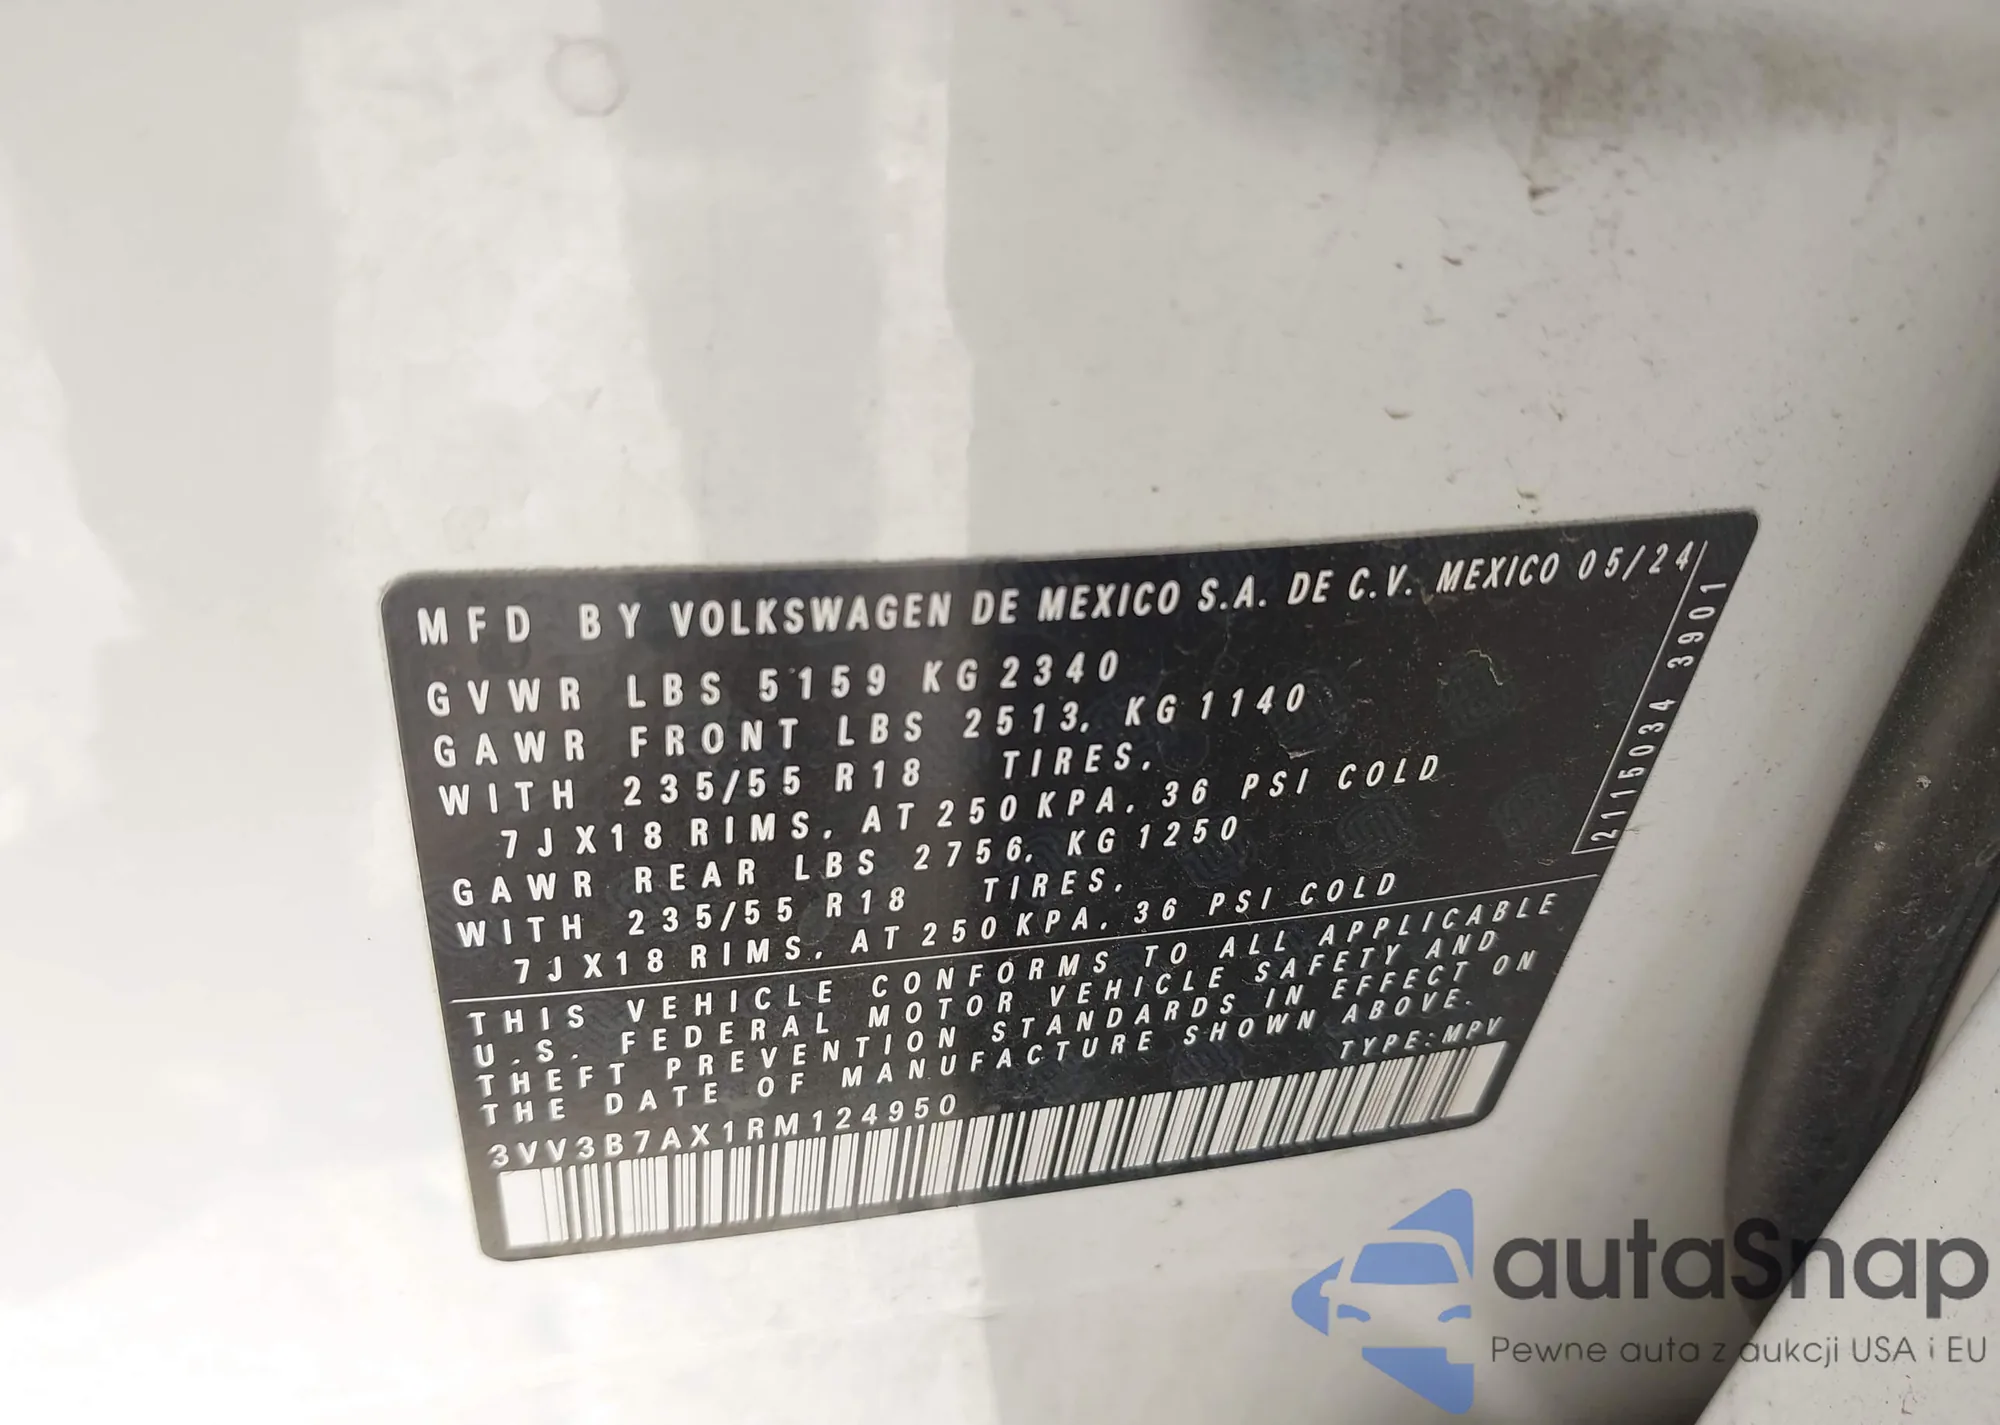 MFD BY VOLKSWAGEN DE MEXICO S.A. DE C.V. MEXICO 05/24
GVWR LBS 5159 KG 2340
GAWR FRONT LBS 2513, KG 1140
WITH 235/55 R18 TIRES,
7JX18 RIMS, AT 250 KPA, 36 PSI COLD
GAWR REAR LBS 2756, KG 1250
WITH 235/55 R18 TIRES,
7JX18 RIMS, AT 250 KPA, 36 PSI COLD
2115034 3901
THIS VEHICLE CONFORMS TO ALL APPLICABLE
U.S. FEDERAL MOTOR VEHICLE SAFETY AND
THEFT PREVENTION STANDARDS IN EFFECT ON
THE DATE OF MANUFACTURE SHOWN ABOVE.
TYPE: MPV
3VV3B7AX1RM124950
autaSnap
Pewne auta z aukcji USA i EU